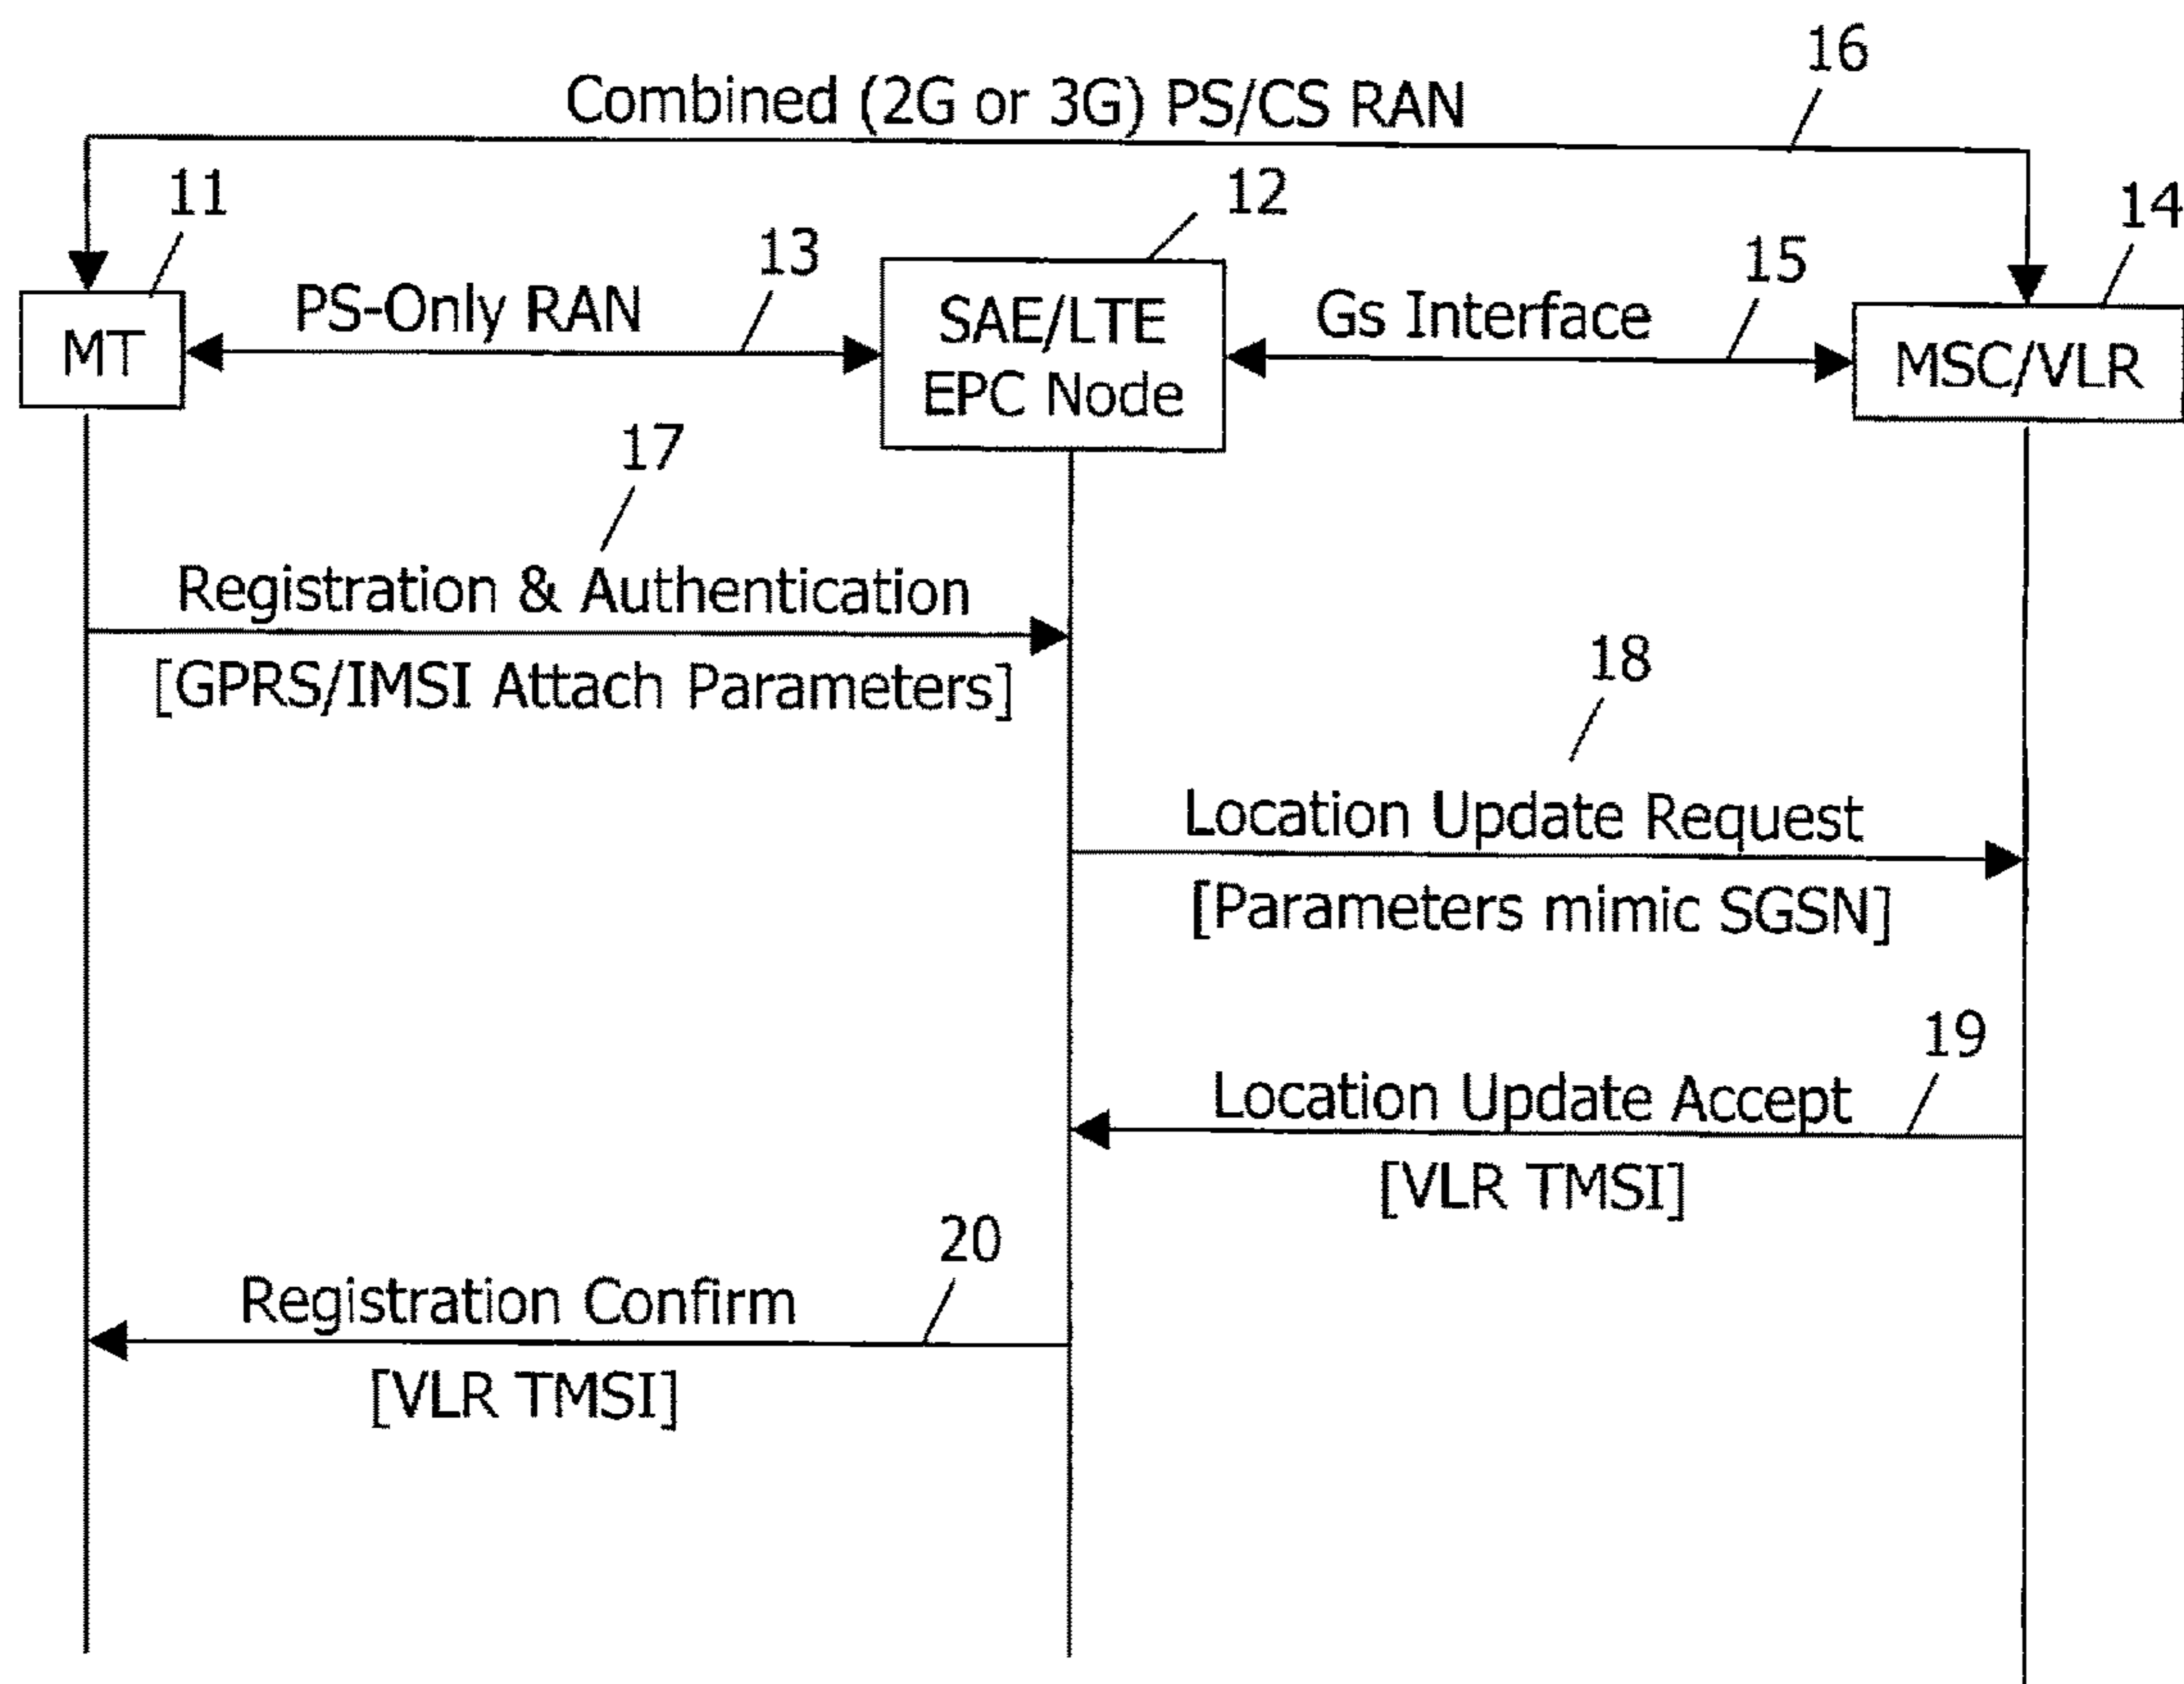 16
Combined (2G or 3G) PS/CS RAN
11
12
14
13
15
PS-Only RAN
SAE/LTE
EPC Node
Gs Interface
MT
MSC/VLR
17
Registration & Authentication
[GPRS/IMSI Attach Parameters]
18
Location Update Request
[Parameters mimic SGSN]
19
Location Update Accept
[VLR TMSI]
20
Registration Confirm
[VLR TMSI]